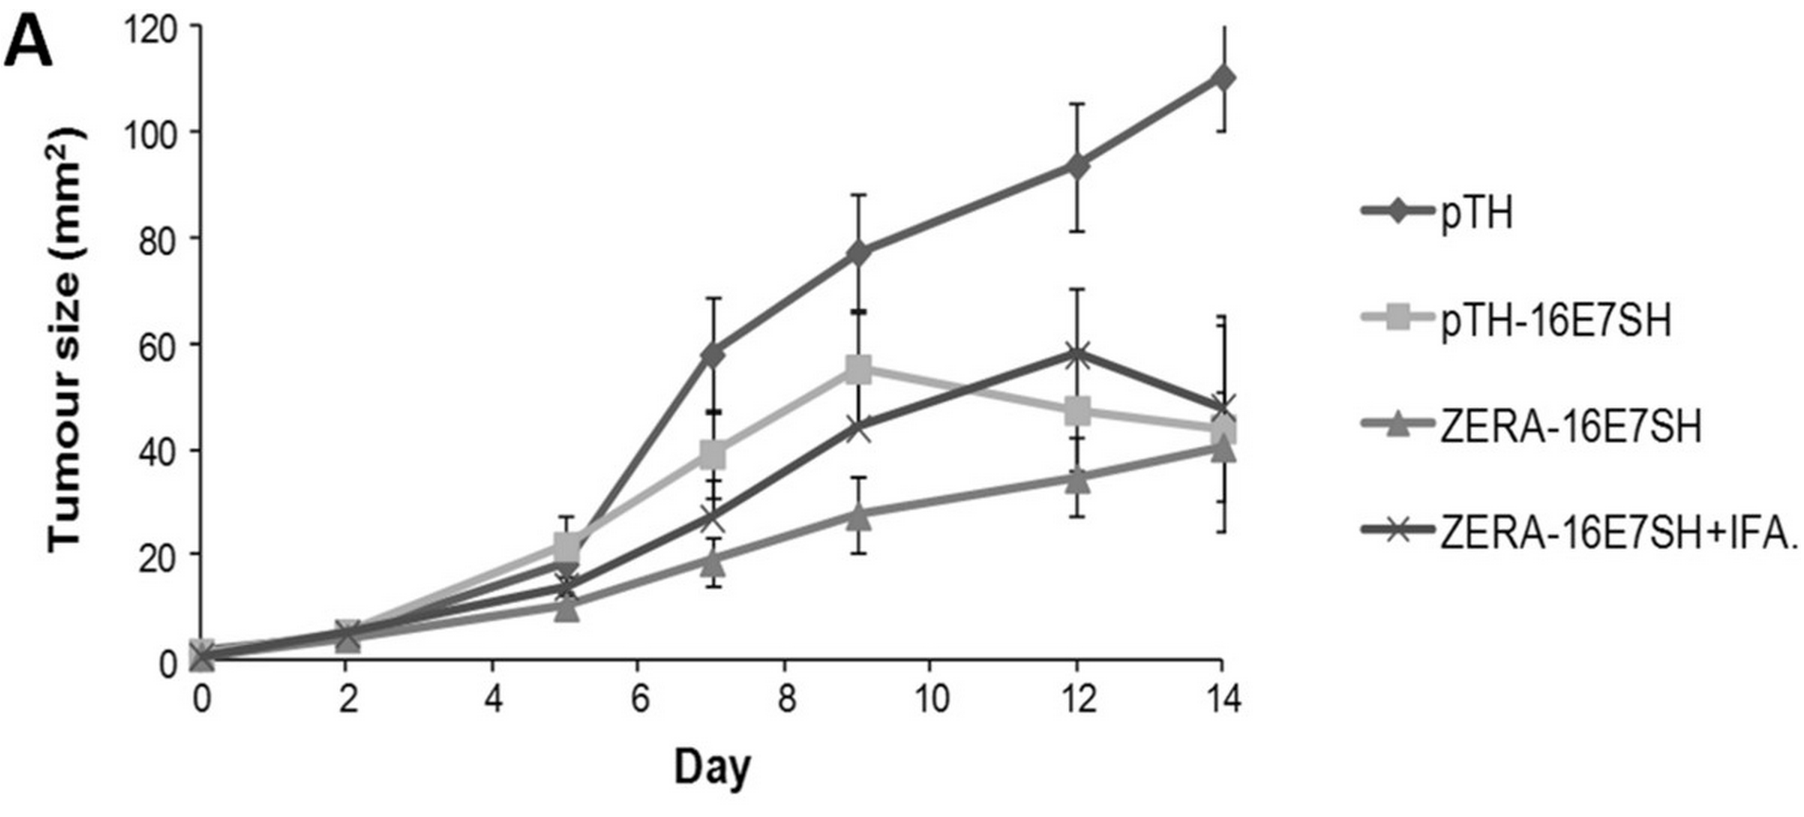 A
Tumour size (mm²)
120
100
80
60
40
20
0
0 2 4 6 8 10 12 14
Day
pTH
pTH-16E7SH
ZERA-16E7SH
ZERA-16E7SH+IFA.